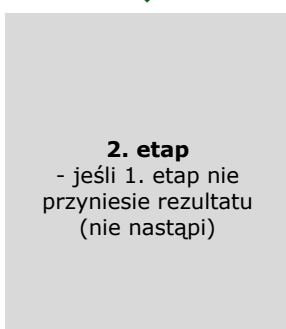 2. etap
- jeśli 1. etap nie
przyniesie rezultatu
(nie nastąpi)